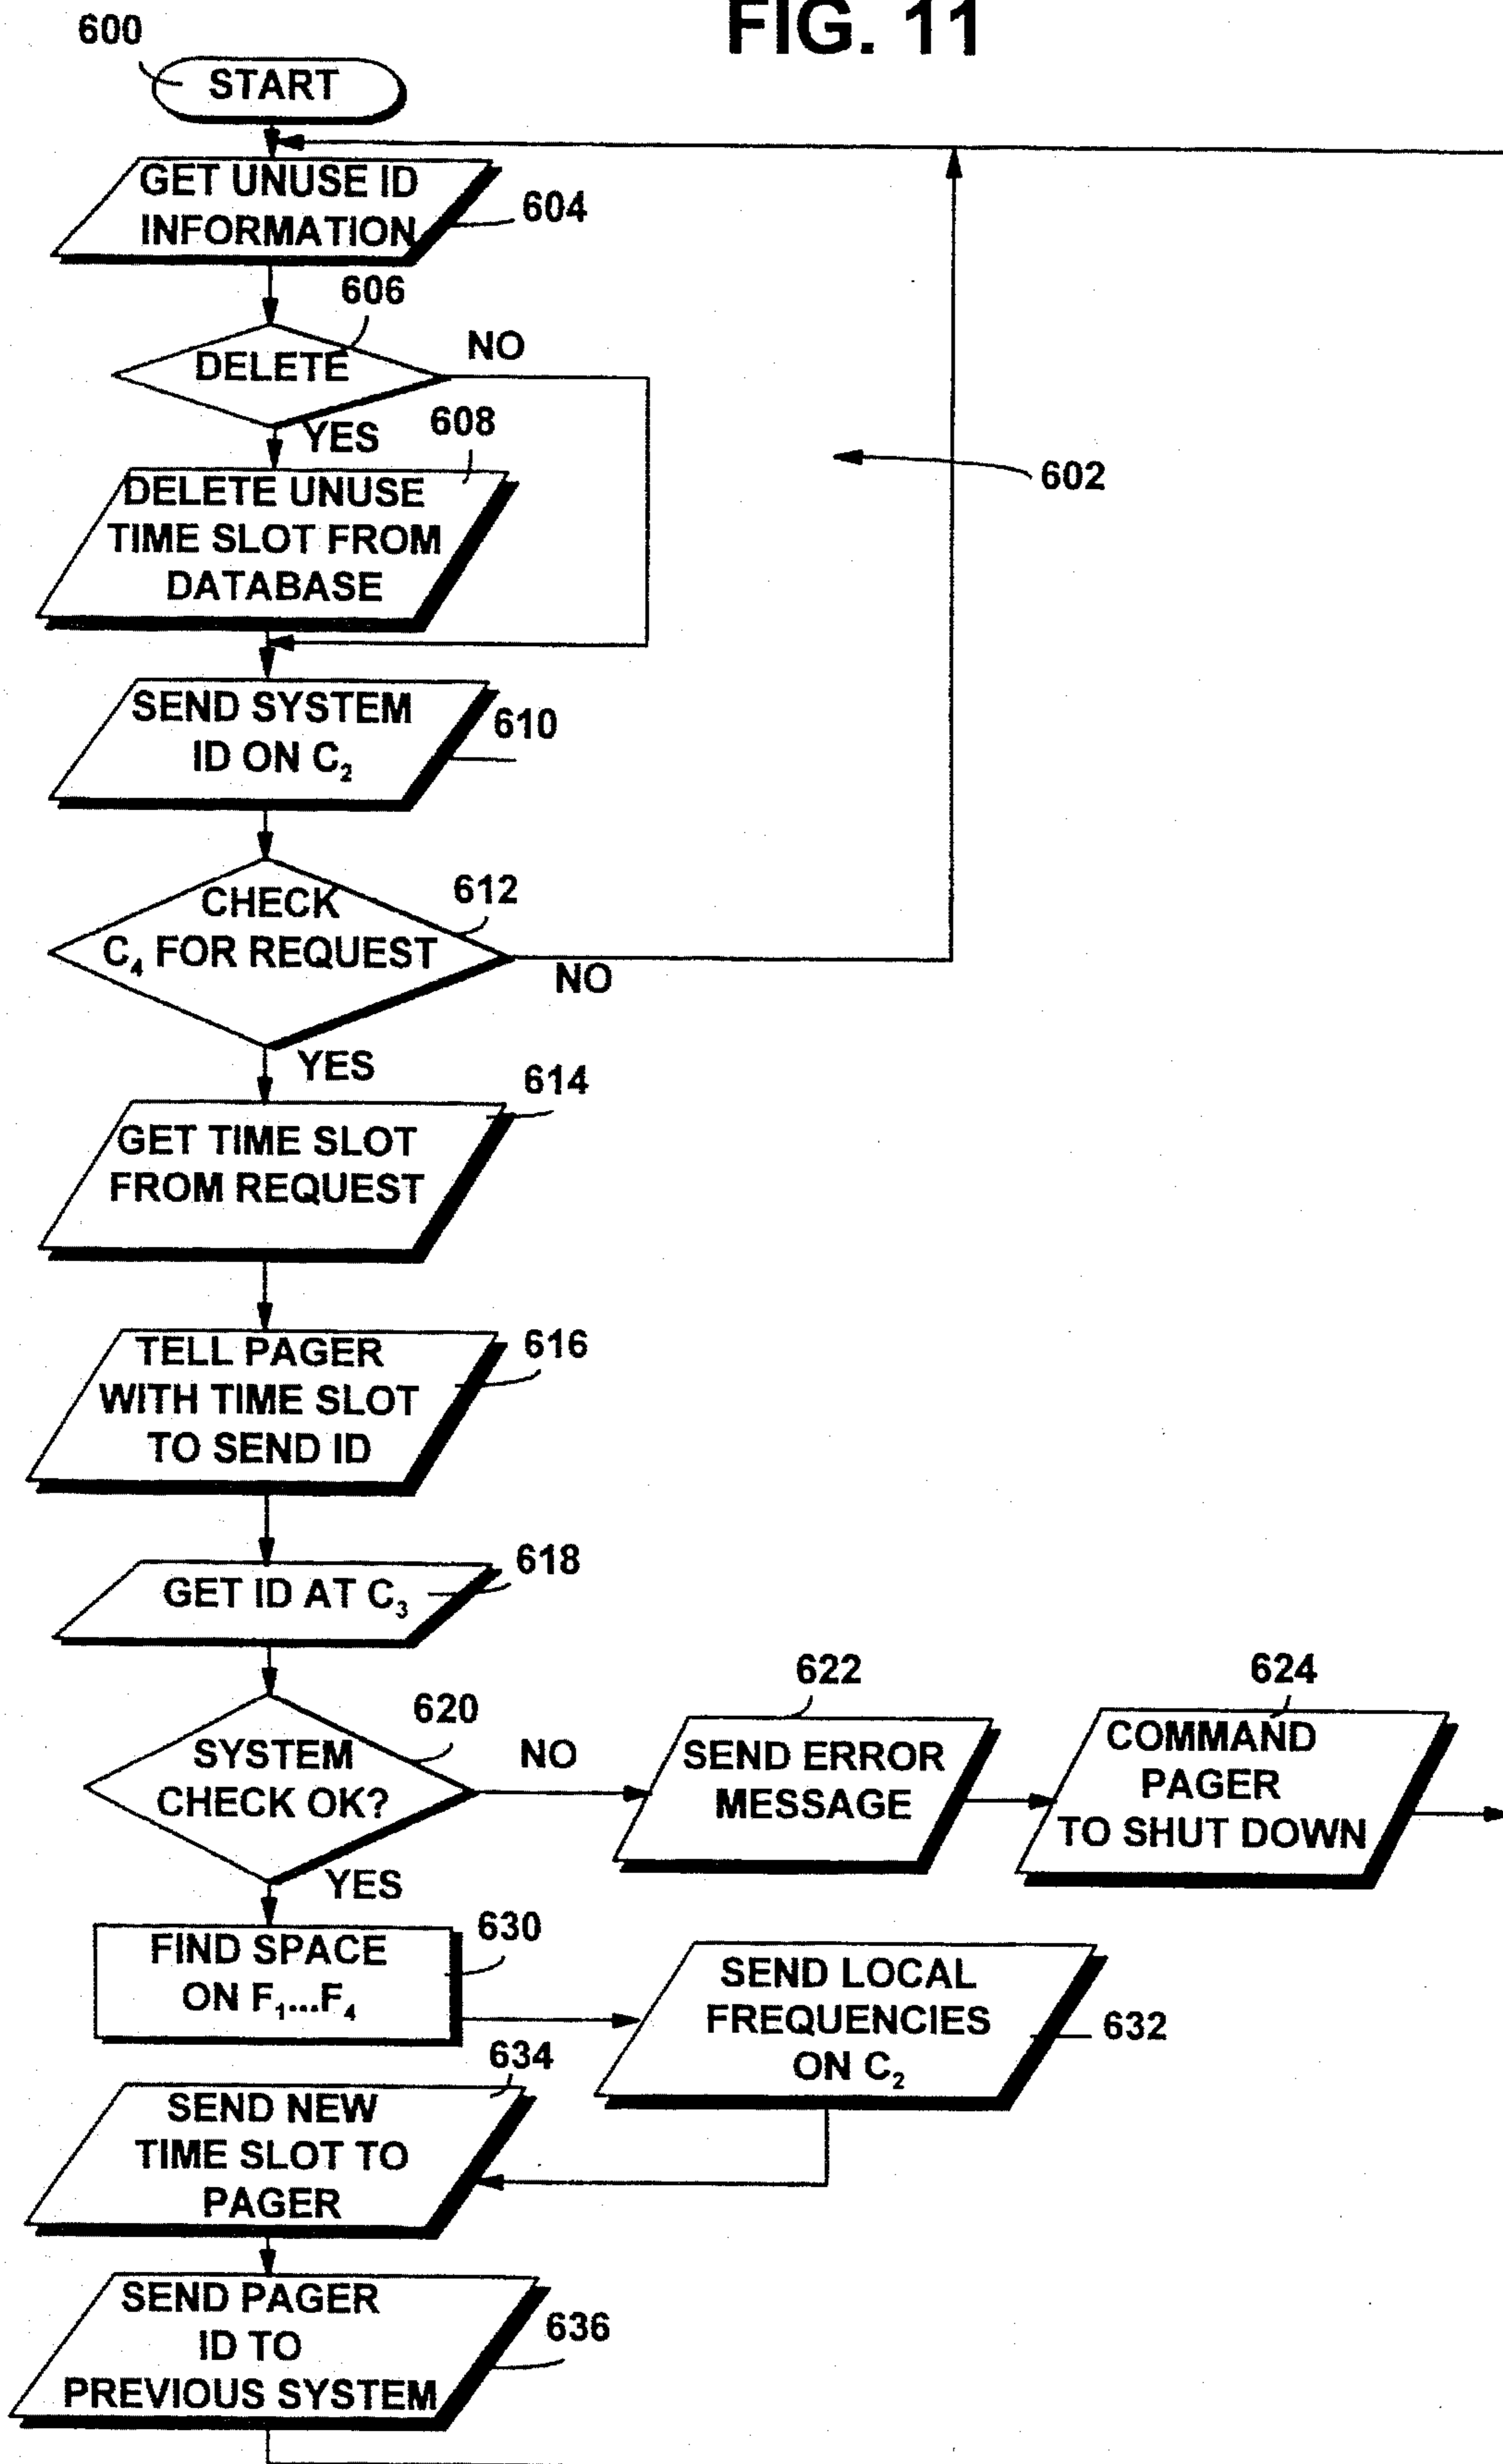 FIG. 11
600
START
GET UNUSE ID
INFORMATION
604
606
DELETE
NO
YES
608
DELETE UNUSE
TIME SLOT FROM
DATABASE
602
SEND SYSTEM
ID ON C₂
610
CHECK
C₄ FOR REQUEST
612
NO
YES
614
GET TIME SLOT
FROM REQUEST
TELL PAGER
WITH TIME SLOT
TO SEND ID
616
GET ID AT C₃
618
SYSTEM
CHECK OK?
620
NO
YES
622
SEND ERROR
MESSAGE
624
COMMAND
PAGER
TO SHUT DOWN
FIND SPACE
ON F₁...F₄
630
SEND LOCAL
FREQUENCIES
ON C₂
632
634
SEND NEW
TIME SLOT TO
PAGER
SEND PAGER
ID TO
PREVIOUS SYSTEM
636